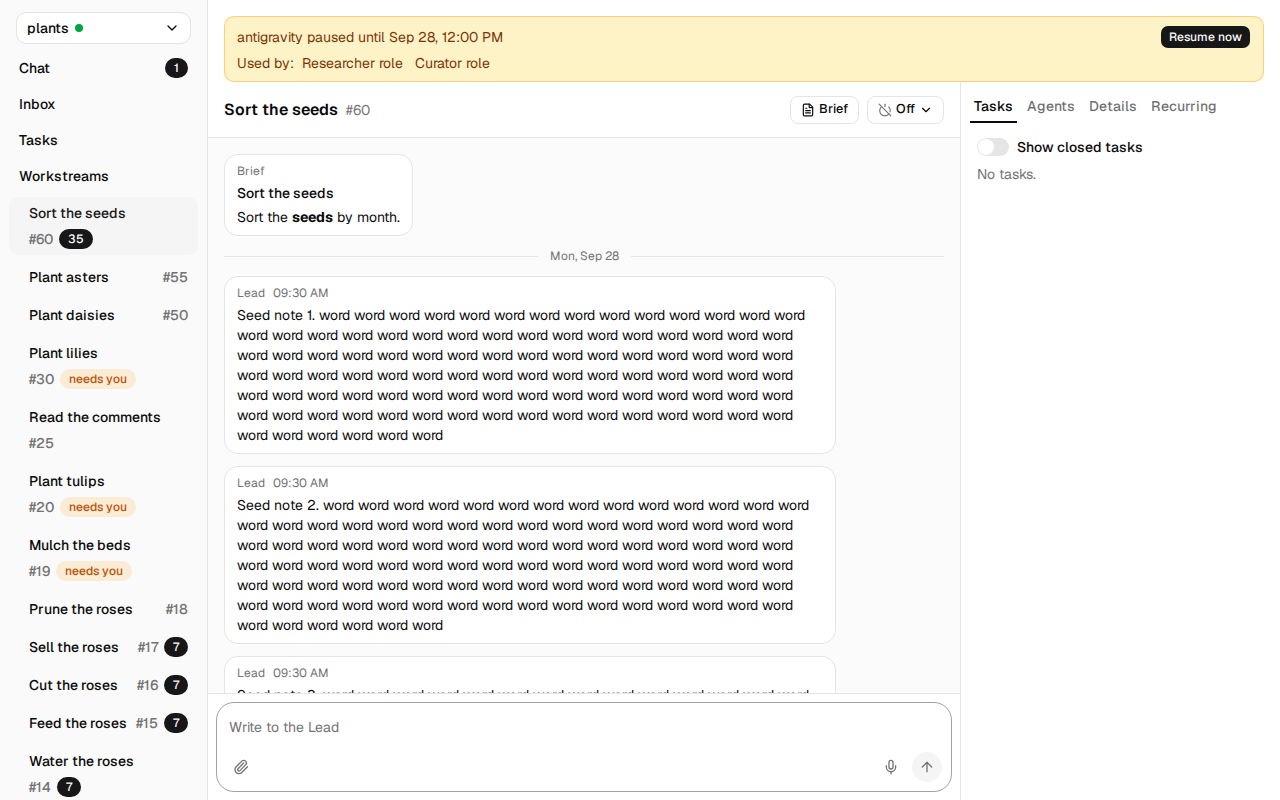 plants
Chat 1
Inbox
Tasks
Workstreams
Sort the seeds
#60 35
Plant asters #55
Plant daisies #50
Plant lilies
#30 needs you
Read the comments
#25
Plant tulips
#20 needs you
Mulch the beds
#19 needs you
Prune the roses #18
Sell the roses #17 7
Cut the roses #16 7
Feed the roses #15 7
Water the roses
#14 7
antigravity paused until Sep 28, 12:00 PM
Resume now
Used by: Researcher role Curator role
Sort the seeds #60
Brief
Off
Brief
Sort the seeds
Sort the seeds by month.
Mon, Sep 28
Lead 09:30 AM
Seed note 1. word word word word word word word word word word word word word word
word word word word word word word word word word word word word word word word
word word word word word word word word word word word word word word word word
word word word word word word word word word word word word word word word word
word word word word word word word word word word word word word word word word
word word word word word word word word word word word word word word word word
word word word word word word
Lead 09:30 AM
Seed note 2. word word word word word word word word word word word word word word
word word word word word word word word word word word word word word word word
word word word word word word word word word word word word word word word word
word word word word word word word word word word word word word word word word
word word word word word word word word word word word word word word word word
word word word word word word word word word word word word word word word word
word word word word word word
Lead 09:30 AM
Seed note 3. word word word word word word word word word word word word word word
Write to the Lead
Tasks Agents Details Recurring
Show closed tasks
No tasks.